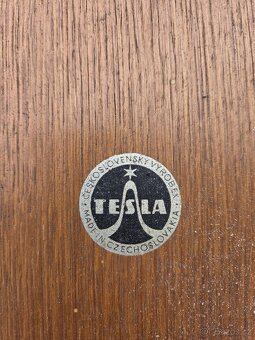 ČESKOSLOVENSKÝ VÝROBEK
TESLA
MADE IN CZECHOSLOVAKIA